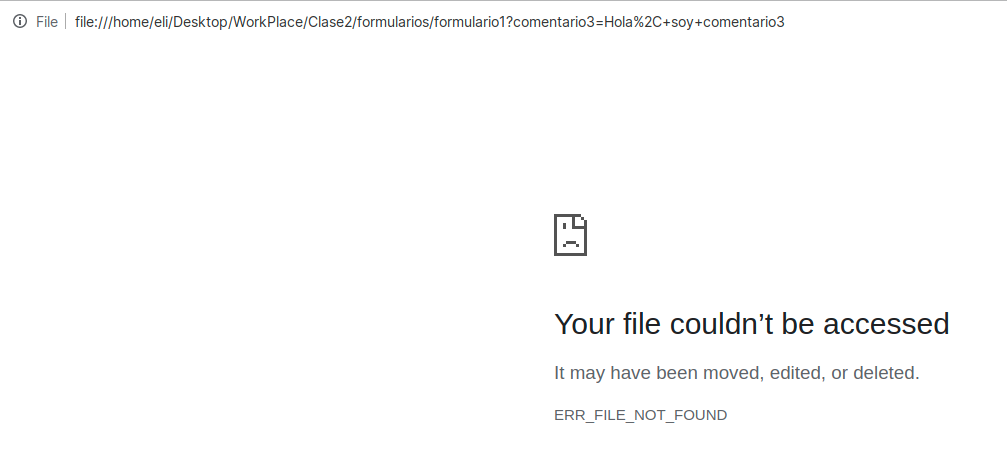 File file:///home/eli/Desktop/WorkPlace/Clase2/formularios/formulario1?comentario3=Hola%2C+soy+comentario3
Your file couldn’t be accessed
It may have been moved, edited, or deleted.
ERR_FILE_NOT_FOUND